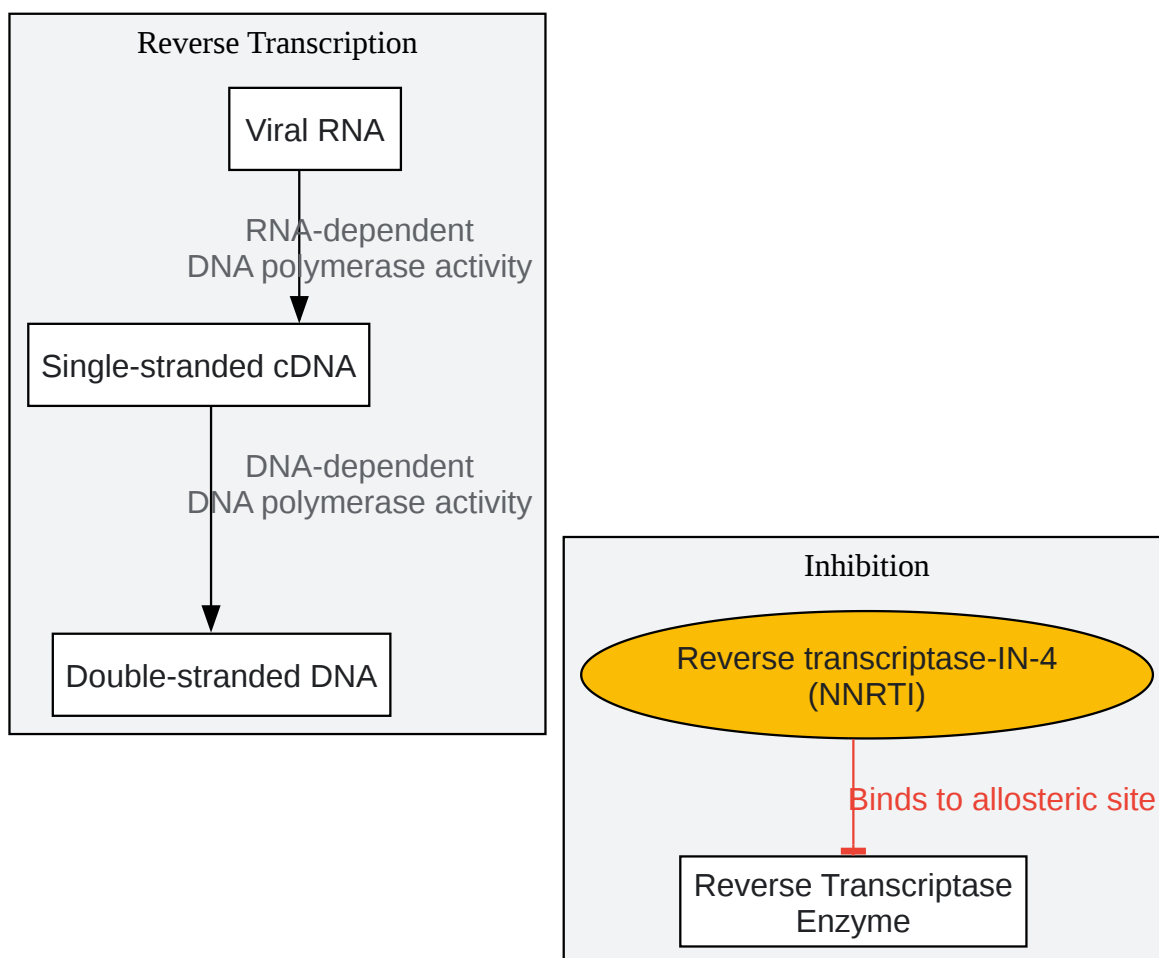 Reverse Transcription
Viral RNA
RNA-dependent
DNA polymerase activity
Single-stranded cDNA
DNA-dependent
DNA polymerase activity
Double-stranded DNA
Inhibition
Reverse transcriptase-IN-4
(NNRTI)
Binds to allosteric site
Reverse Transcriptase
Enzyme